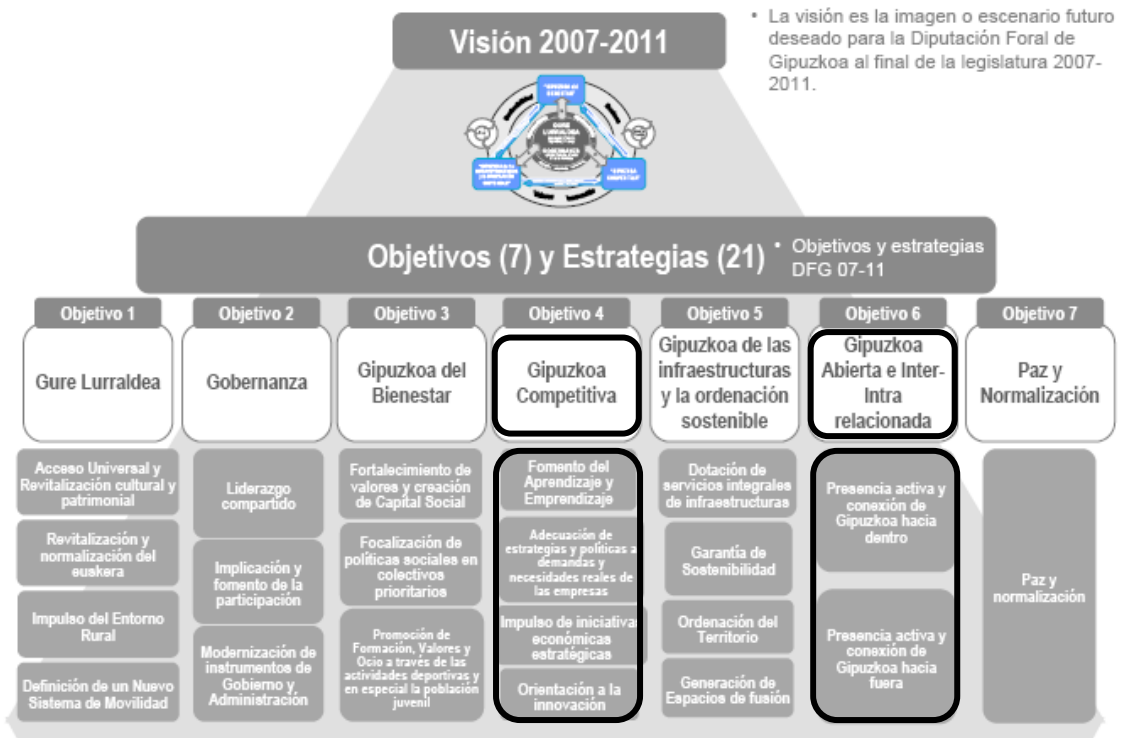 Visión 2007-2011
• La visión es la imagen o escenario futuro
deseado para la Diputación Foral de
Gipuzkoa al final de la legislatura 2007-
2011.
GURE
LURRALDEA
Objetivos (7) y Estrategias (21)
• Objetivos y estrategias
DFG 07-11
Objetivo 1
Gure Lurraldea
Acceso Universal y
Revitalización cultural y
patrimonial
Revitalización y
normalización del
euskera
Impulso del Entorno
Rural
Definición de un Nuevo
Sistema de Movilidad
Objetivo 2
Gobernanza
Liderazgo
compartido
Implicación y
fomento de la
participación
Modernización de
instrumentos de
Gobierno y
Administración
Objetivo 3
Gipuzkoa del
Bienestar
Fortalecimiento de
valores y creación
de Capital Social
Focalización de
políticas sociales en
colectivos
prioritarios
Promoción de
Formación, Valores y
Ocio a través de las
actividades deportivas y
en especial la población
juvenil
Objetivo 4
Gipuzkoa
Competitiva
Fomento del
Aprendizaje y
Emprendizaje
Adecuación de
estrategias y políticas a
demandas y
necesidades reales de
las empresas
Impulso de iniciativas
económicas
estratégicas
Orientación a la
innovación
Objetivo 5
Gipuzkoa de las
infraestructuras
y la ordenación
sostenible
Dotación de
servicios integrales
de infraestructuras
Garantía de
Sostenibilidad
Ordenación del
Territorio
Generación de
Espacios de fusión
Objetivo 6
Gipuzkoa
Abierta e Inter-
Intra
relacionada
Presencia activa y
conexión de
Gipuzkoa hacia
dentro
Presencia activa y
conexión de
Gipuzkoa hacia
fuera
Objetivo 7
Paz y
Normalización
Paz y
normalización